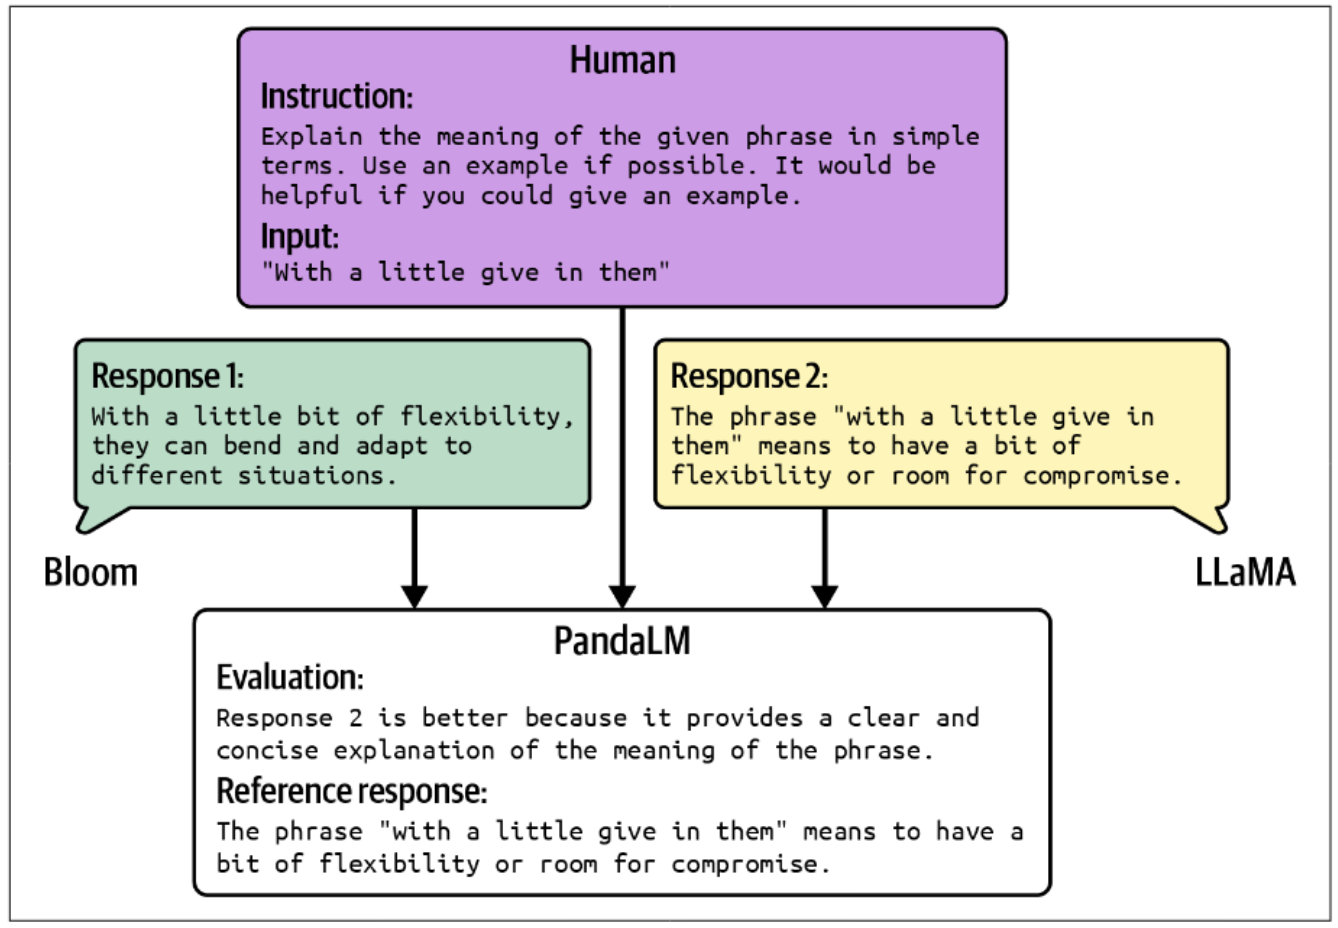 Human
Instruction:
Explain the meaning of the given phrase in simple
terms. Use an example if possible. It would be
helpful if you could give an example.
Input:
"With a little give in them"
Response 1:
With a little bit of flexibility,
they can bend and adapt to
different situations.
Bloom
Response 2:
The phrase "with a little give in
them" means to have a bit of
flexibility or room for compromise.
LLaMA
PandaLM
Evaluation:
Response 2 is better because it provides a clear and
concise explanation of the meaning of the phrase.
Reference response:
The phrase "with a little give in them" means to have a
bit of flexibility or room for compromise.